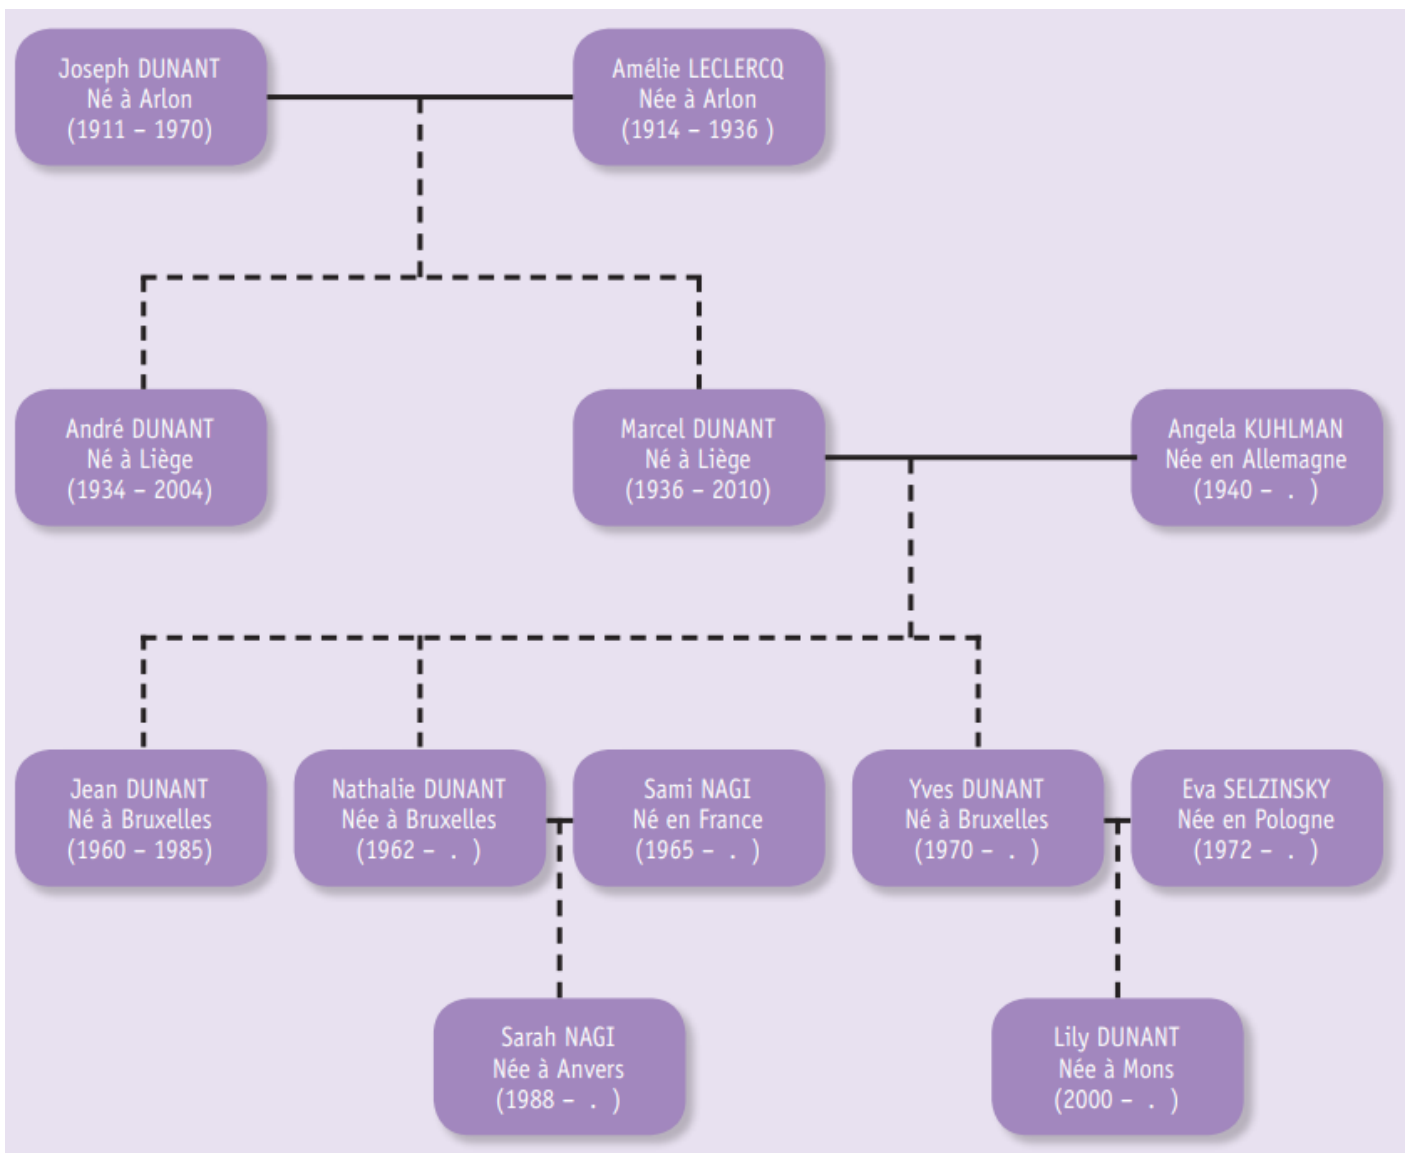 Joseph DUNANT
Né à Arlon
(1911 – 1970)
Amélie LECLERCQ
Née à Arlon
(1914 – 1936 )
André DUNANT
Né à Liège
(1934 – 2004)
Marcel DUNANT
Né à Liège
(1936 – 2010)
Angela KUHLMAN
Née en Allemagne
(1940 – . )
Jean DUNANT
Né à Bruxelles
(1960 – 1985)
Nathalie DUNANT
Née à Bruxelles
(1962 – . )
Sami NAGI
Né en France
(1965 – . )
Yves DUNANT
Né à Bruxelles
(1970 – . )
Eva SELZINSKY
Née en Pologne
(1972 – . )
Sarah NAGI
Née à Anvers
(1988 – . )
Lily DUNANT
Née à Mons
(2000 – . )